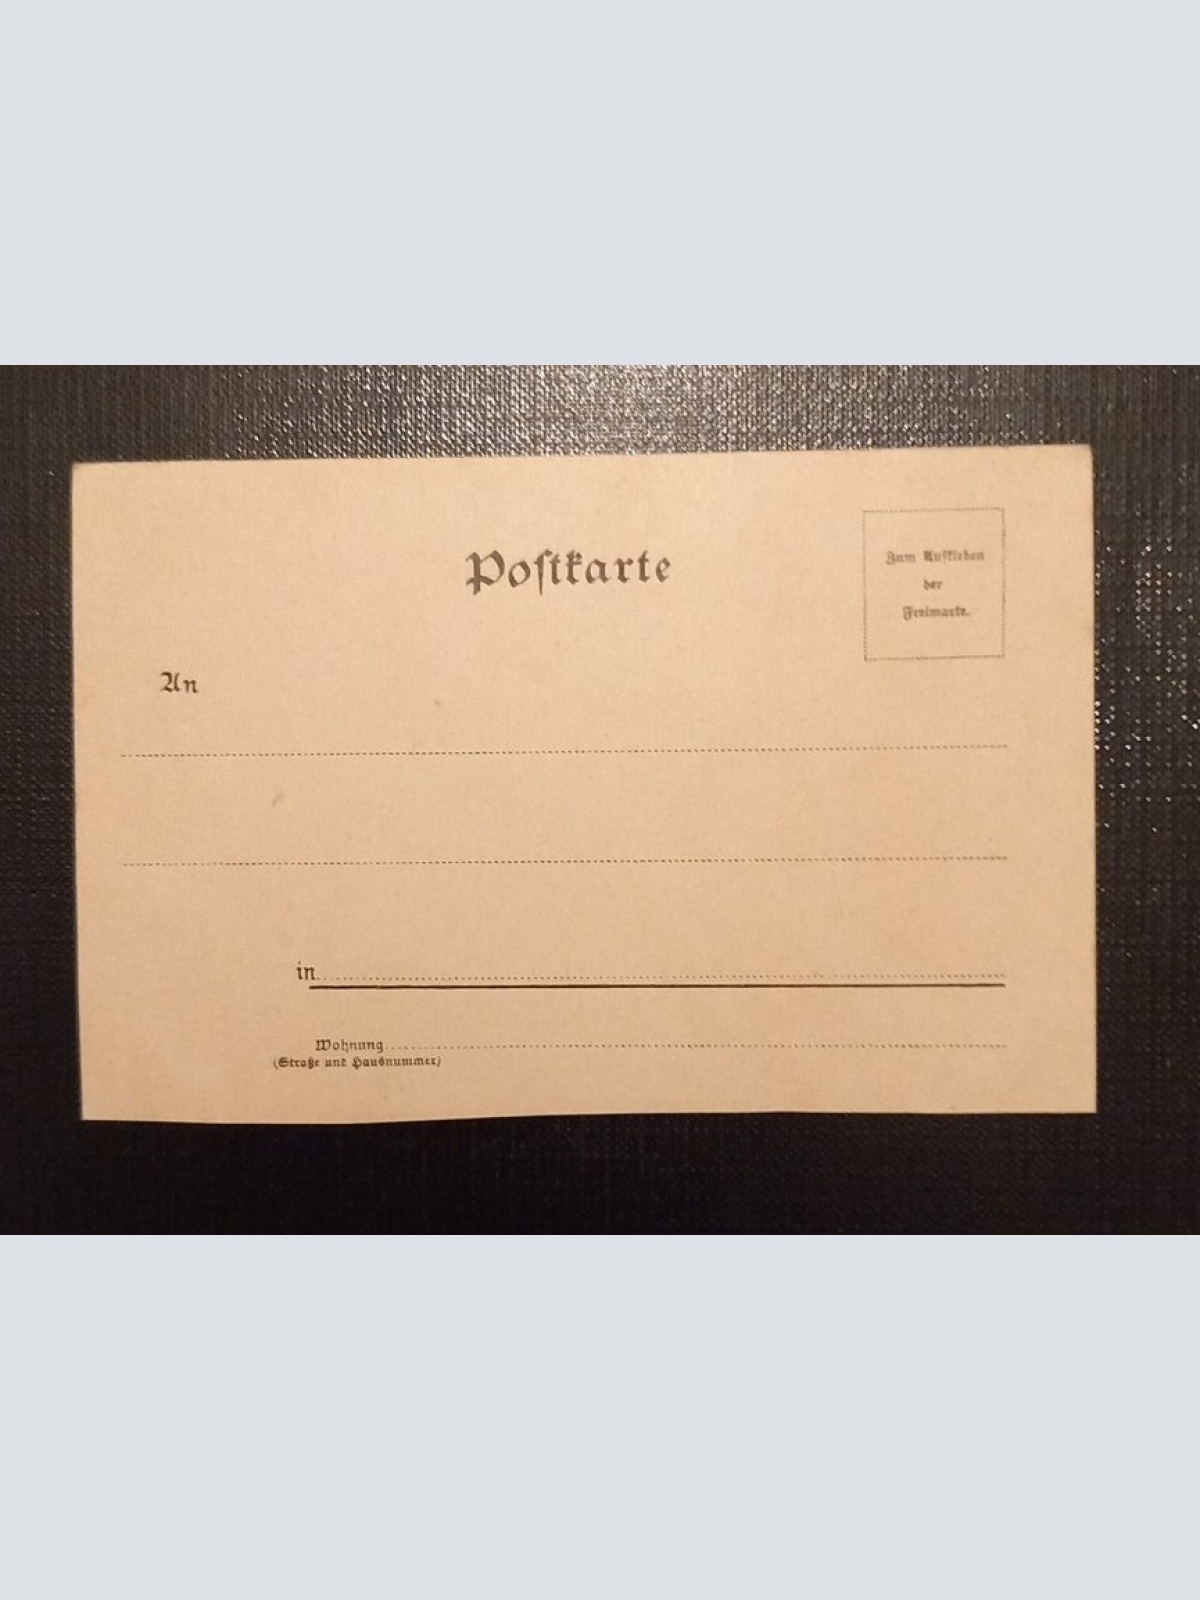 Postkarte
Zum Aufkleben
der
Freimarke.
An
in
Wohnung
(Straße und Hausnummer)